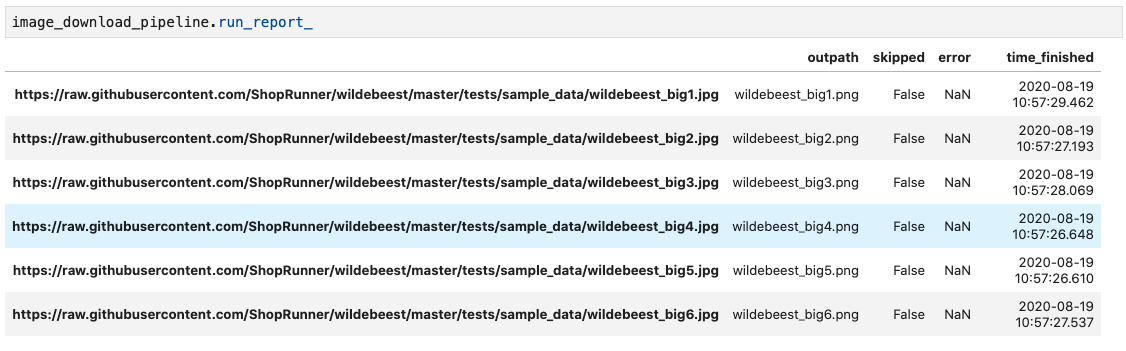 image_download_pipeline.run_report_
outpath skipped error time_finished
https://raw.githubusercontent.com/ShopRunner/wildebeest/master/tests/sample_data/wildebeest_big1.jpg wildebeest_big1.png False NaN 2020-08-19
10:57:29.462
https://raw.githubusercontent.com/ShopRunner/wildebeest/master/tests/sample_data/wildebeest_big2.jpg wildebeest_big2.png False NaN 2020-08-19
10:57:27.193
https://raw.githubusercontent.com/ShopRunner/wildebeest/master/tests/sample_data/wildebeest_big3.jpg wildebeest_big3.png False NaN 2020-08-19
10:57:28.069
https://raw.githubusercontent.com/ShopRunner/wildebeest/master/tests/sample_data/wildebeest_big4.jpg wildebeest_big4.png False NaN 2020-08-19
10:57:26.648
https://raw.githubusercontent.com/ShopRunner/wildebeest/master/tests/sample_data/wildebeest_big5.jpg wildebeest_big5.png False NaN 2020-08-19
10:57:26.610
https://raw.githubusercontent.com/ShopRunner/wildebeest/master/tests/sample_data/wildebeest_big6.jpg wildebeest_big6.png False NaN 2020-08-19
10:57:27.537